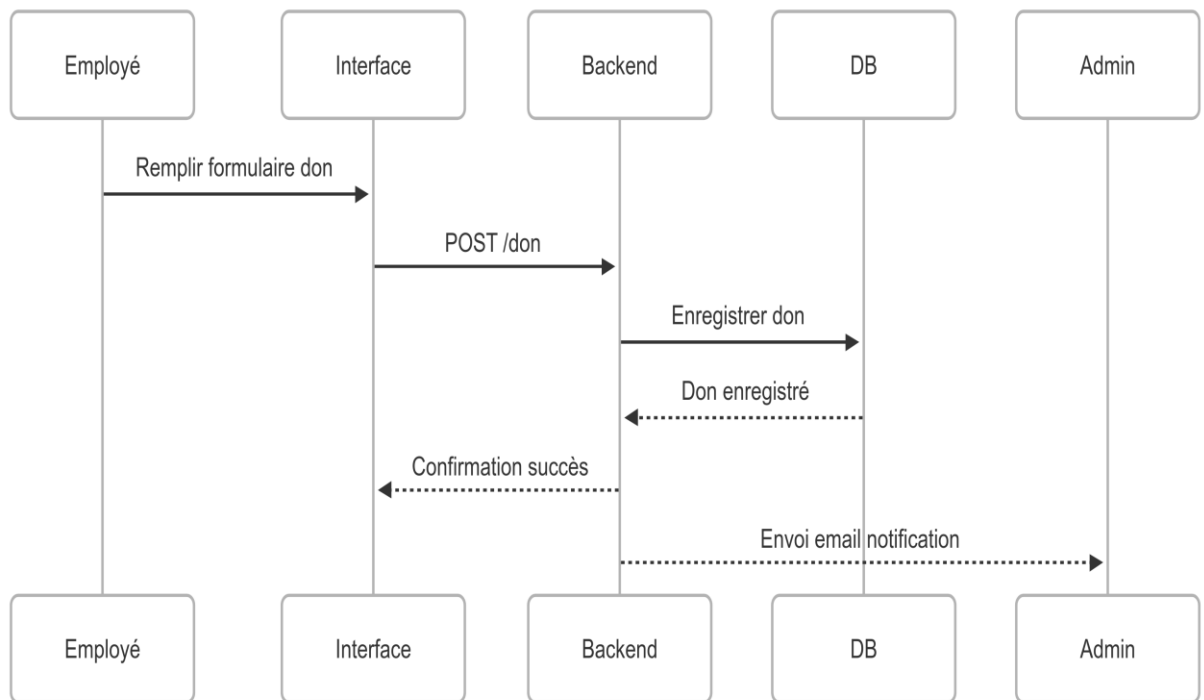 Employé
Interface
Backend
DB
Admin
Remplir formulaire don
POST /don
Enregistrer don
Don enregistré
Confirmation succès
Envoi email notification
Employé
Interface
Backend
DB
Admin